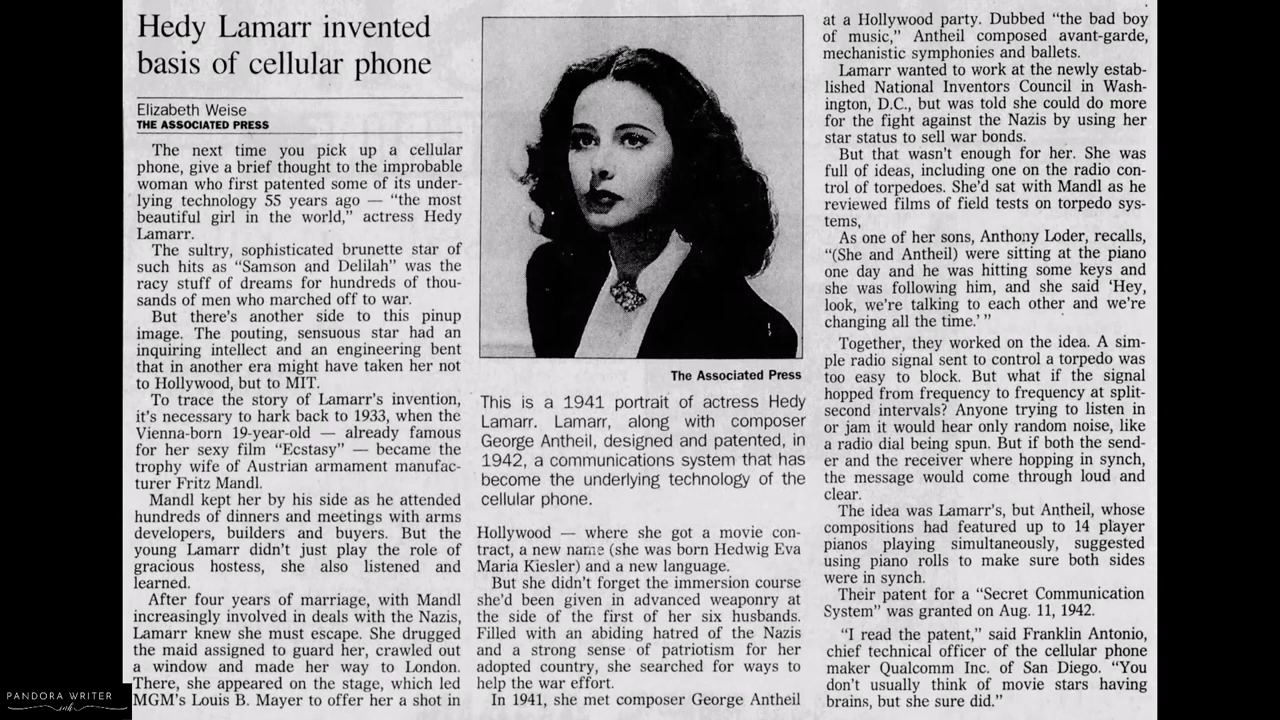 Hedy Lamarr invented
basis of cellular phone
Elizabeth Weise
THE ASSOCIATED PRESS
The next time you pick up a cellular
phone, give a brief thought to the improbable
woman who first patented some of its under-
lying technology 55 years ago — “the most
beautiful girl in the world,” actress Hedy
Lamarr.
The sultry, sophisticated brunette star of
such hits as “Samson and Delilah” was the
racy stuff of dreams for hundreds of thou-
sands of men who marched off to war.
But there’s another side to this pinup
image. The pouting, sensuous star had an
inquiring intellect and an engineering bent
that in another era might have taken her not
to Hollywood, but to MIT.
To trace the story of Lamarr’s invention,
it’s necessary to hark back to 1933, when the
Vienna-born 19-year-old — already famous
for her sexy film “Ecstasy” — became the
trophy wife of Austrian armament manufac-
turer Fritz Mandl.
Mandl kept her by his side as he attended
hundreds of dinners and meetings with arms
developers, builders and buyers. But the
young Lamarr didn’t just play the role of
gracious hostess, she also listened and
learned.
After four years of marriage, with Mandl
increasingly involved in deals with the Nazis,
Lamarr knew she must escape. She drugged
the maid assigned to guard her, crawled out
a window and made her way to London.
There, she appeared on the stage, which led
MGM’s Louis B. Mayer to offer her a shot in
The Associated Press
This is a 1941 portrait of actress Hedy
Lamarr. Lamarr, along with composer
George Antheil, designed and patented, in
1942, a communications system that has
become the underlying technology of the
cellular phone.
Hollywood — where she got a movie con-
tract, a new name (she was born Hedwig Eva
Maria Kiesler) and a new language.
But she didn’t forget the immersion course
she’d been given in advanced weaponry at
the side of the first of her six husbands.
Filled with an abiding hatred of the Nazis
and a strong sense of patriotism for her
adopted country, she searched for ways to
help the war effort.
In 1941, she met composer George Antheil
at a Hollywood party. Dubbed “the bad boy
of music,” Antheil composed avant-garde,
mechanistic symphonies and ballets.
Lamarr wanted to work at the newly estab-
lished National Inventors Council in Wash-
ington, D.C., but was told she could do more
for the fight against the Nazis by using her
star status to sell war bonds.
But that wasn’t enough for her. She was
full of ideas, including one on the radio con-
trol of torpedoes. She’d sat with Mandl as he
reviewed films of field tests on torpedo sys-
tems,
As one of her sons, Anthony Loder, recalls,
“(She and Antheil) were sitting at the piano
one day and he was hitting some keys and
she was following him, and she said ‘Hey,
look, we’re talking to each other and we’re
changing all the time.’ ”
Together, they worked on the idea. A sim-
ple radio signal sent to control a torpedo was
too easy to block. But what if the signal
hopped from frequency to frequency at split-
second intervals? Anyone trying to listen in
or jam it would hear only random noise, like
a radio dial being spun. But if both the send-
er and the receiver where hopping in synch,
the message would come through loud and
clear.
The idea was Lamarr’s, but Antheil, whose
compositions had featured up to 14 player
pianos playing simultaneously, suggested
using piano rolls to make sure both sides
were in synch.
Their patent for a “Secret Communication
System” was granted on Aug. 11, 1942.
“I read the patent,” said Franklin Antonio,
chief technical officer of the cellular phone
maker Qualcomm Inc. of San Diego. “You
don’t usually think of movie stars having
brains, but she sure did.”
PANDORA WRITER
ink